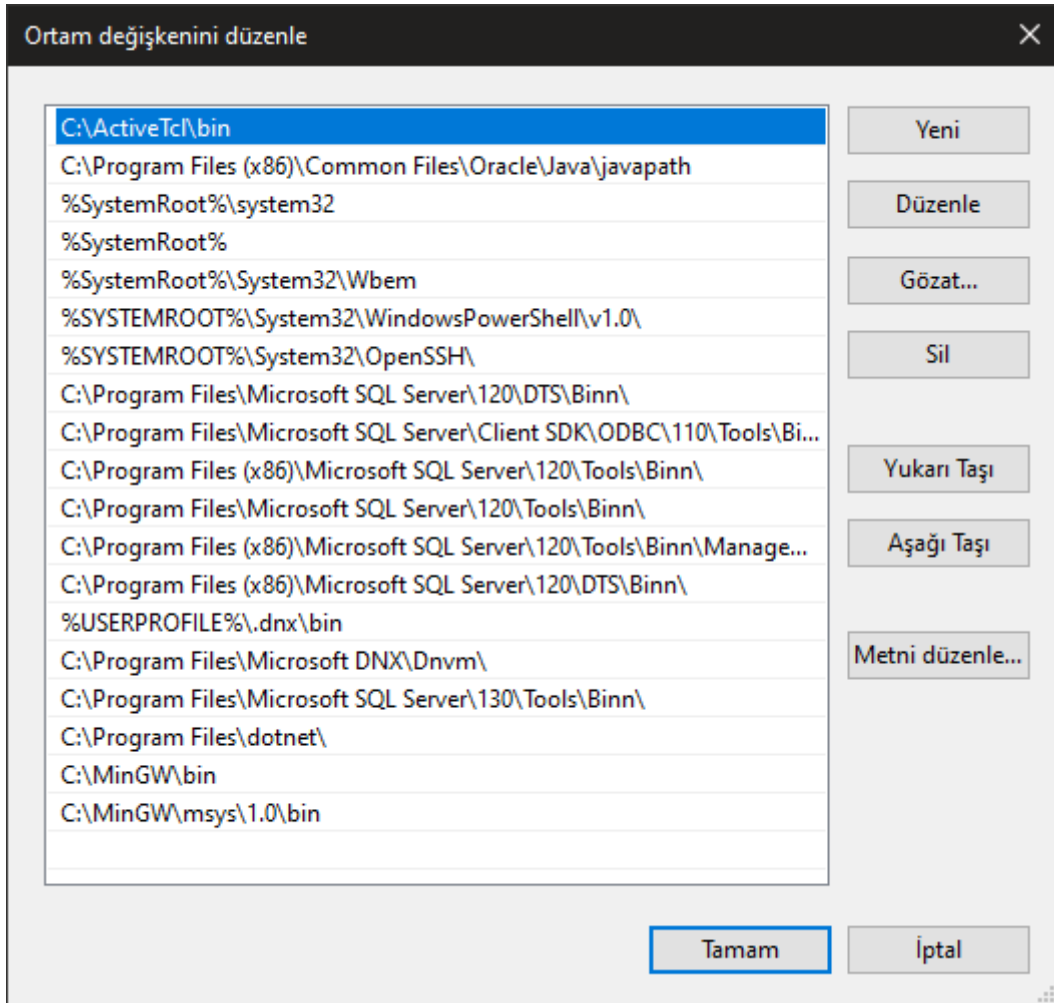 Ortam değişkenini düzenle
C:\ActiveTcl\bin
C:\Program Files (x86)\Common Files\Oracle\Java\javapath
%SystemRoot%\system32
%SystemRoot%
%SystemRoot%\System32\Wbem
%SYSTEMROOT%\System32\WindowsPowerShell\v1.0\
%SYSTEMROOT%\System32\OpenSSH\
C:\Program Files\Microsoft SQL Server\120\DTS\Binn\
C:\Program Files\Microsoft SQL Server\Client SDK\ODBC\110\Tools\Bi...
C:\Program Files (x86)\Microsoft SQL Server\120\Tools\Binn\
C:\Program Files\Microsoft SQL Server\120\Tools\Binn\
C:\Program Files (x86)\Microsoft SQL Server\120\Tools\Binn\Manage...
C:\Program Files (x86)\Microsoft SQL Server\120\DTS\Binn\
%USERPROFILE%\.dnx\bin
C:\Program Files\Microsoft DNX\Dnvm\
C:\Program Files\Microsoft SQL Server\130\Tools\Binn\
C:\Program Files\dotnet\
C:\MinGW\bin
C:\MinGW\msys\1.0\bin
Yeni
Düzenle
Gözat...
Sil
Yukarı Taşı
Aşağı Taşı
Metni düzenle...
Tamam
İptal